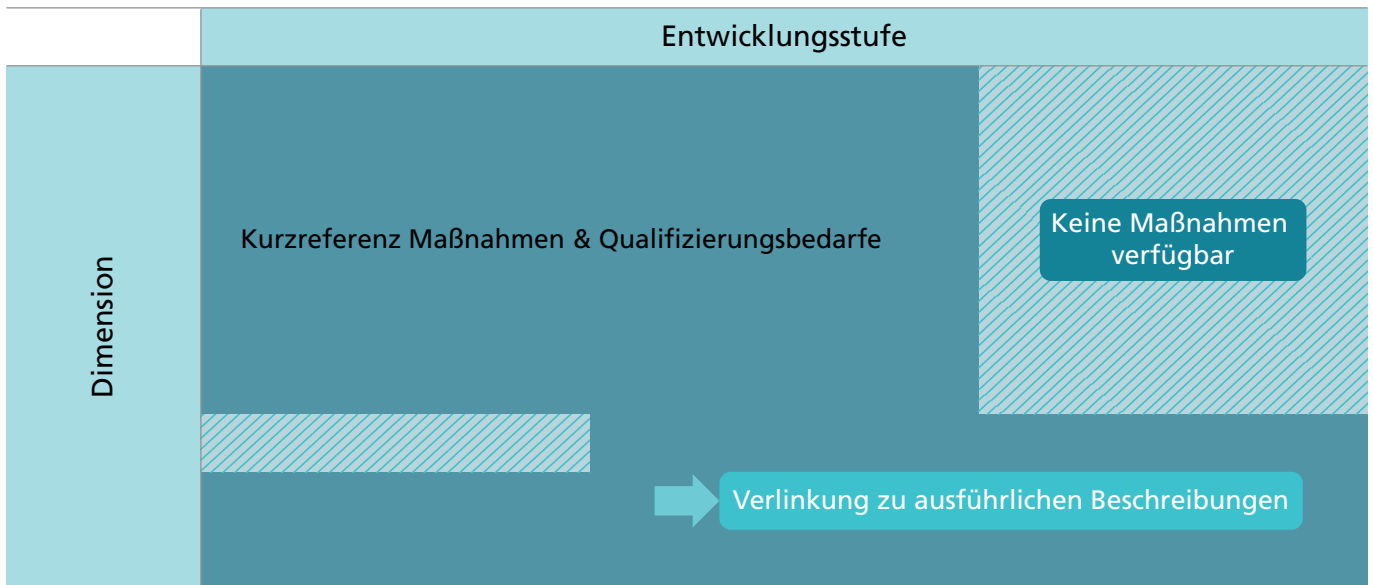 Entwicklungsstufe
Dimension
Kurzreferenz Maßnahmen & Qualifizierungsbedarfe
Keine Maßnahmen
verfügbar
Verlinkung zu ausführlichen Beschreibungen